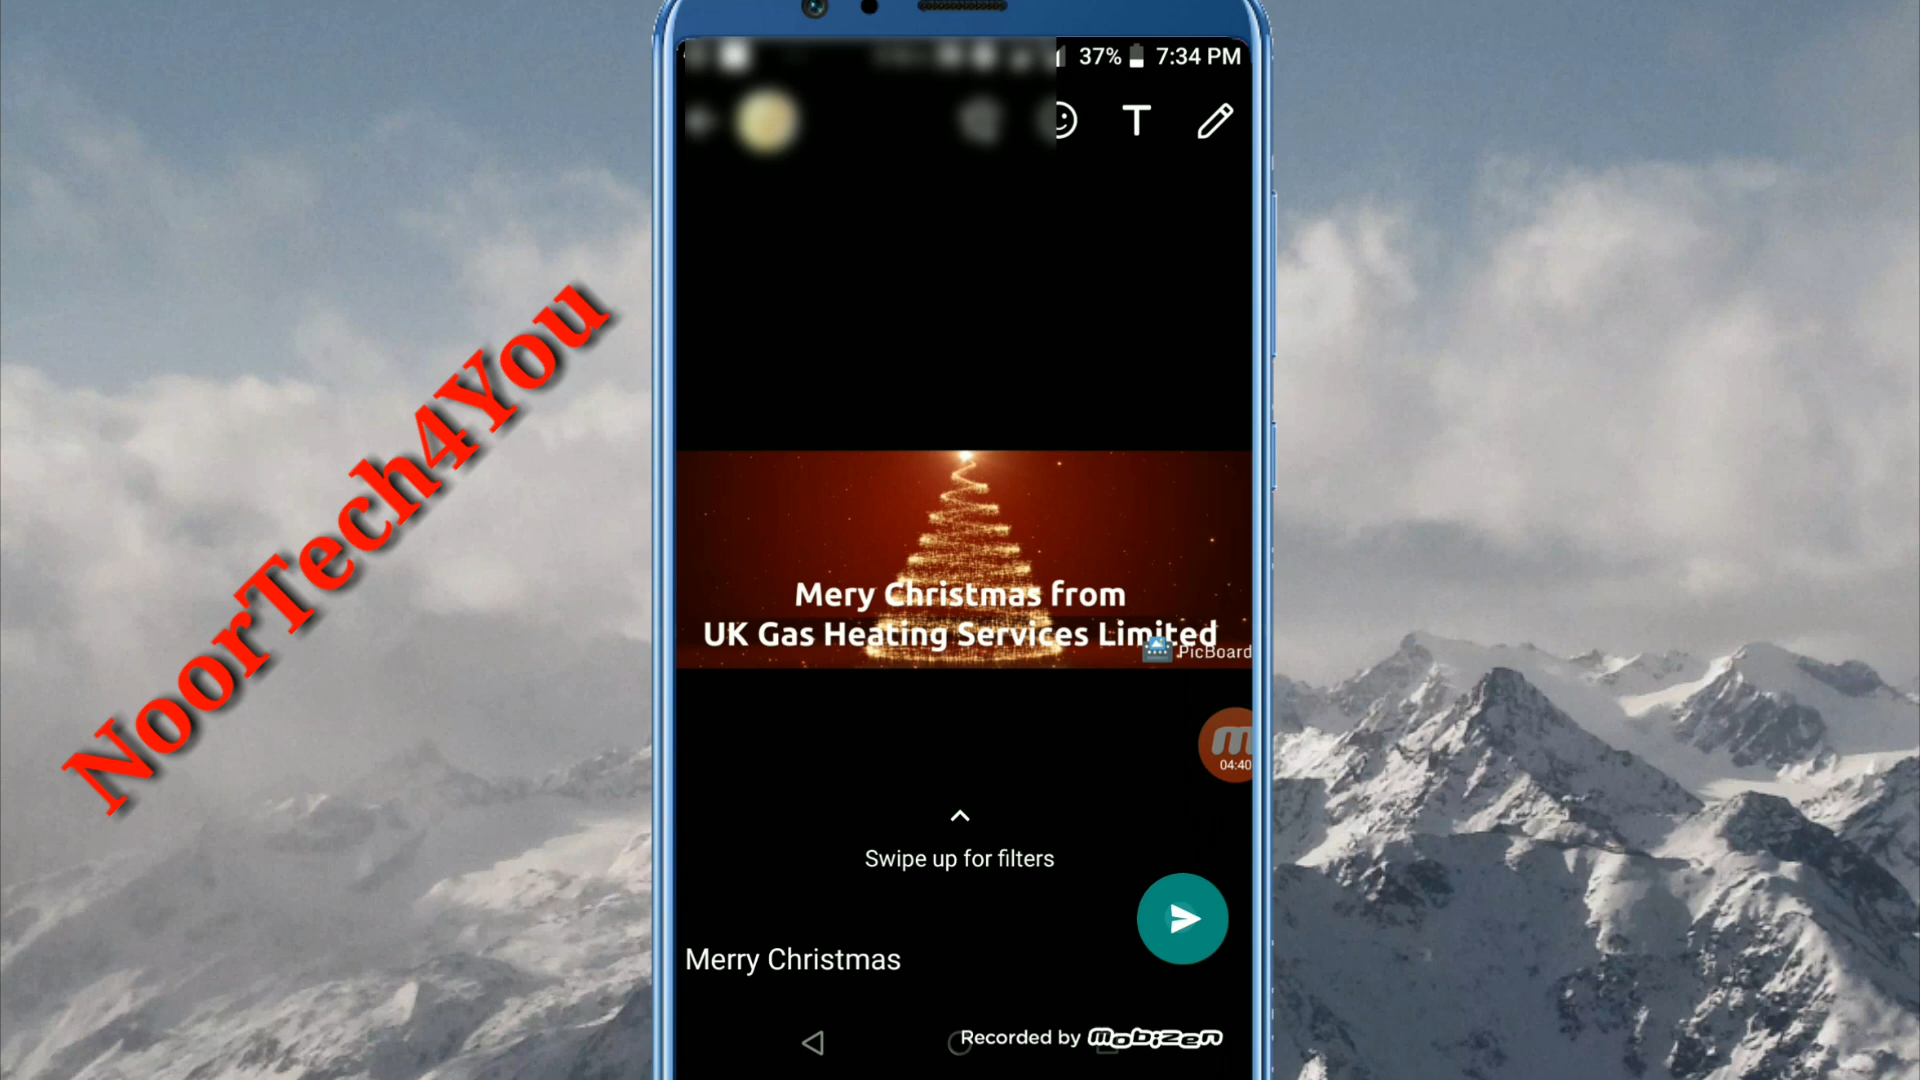 37% 7:34 PM
T
NoorTech4You
Mery Christmas from
UK Gas Heating Services Limited
PicBoard
m
04:40
Swipe up for filters
Merry Christmas
Recorded by mobizen